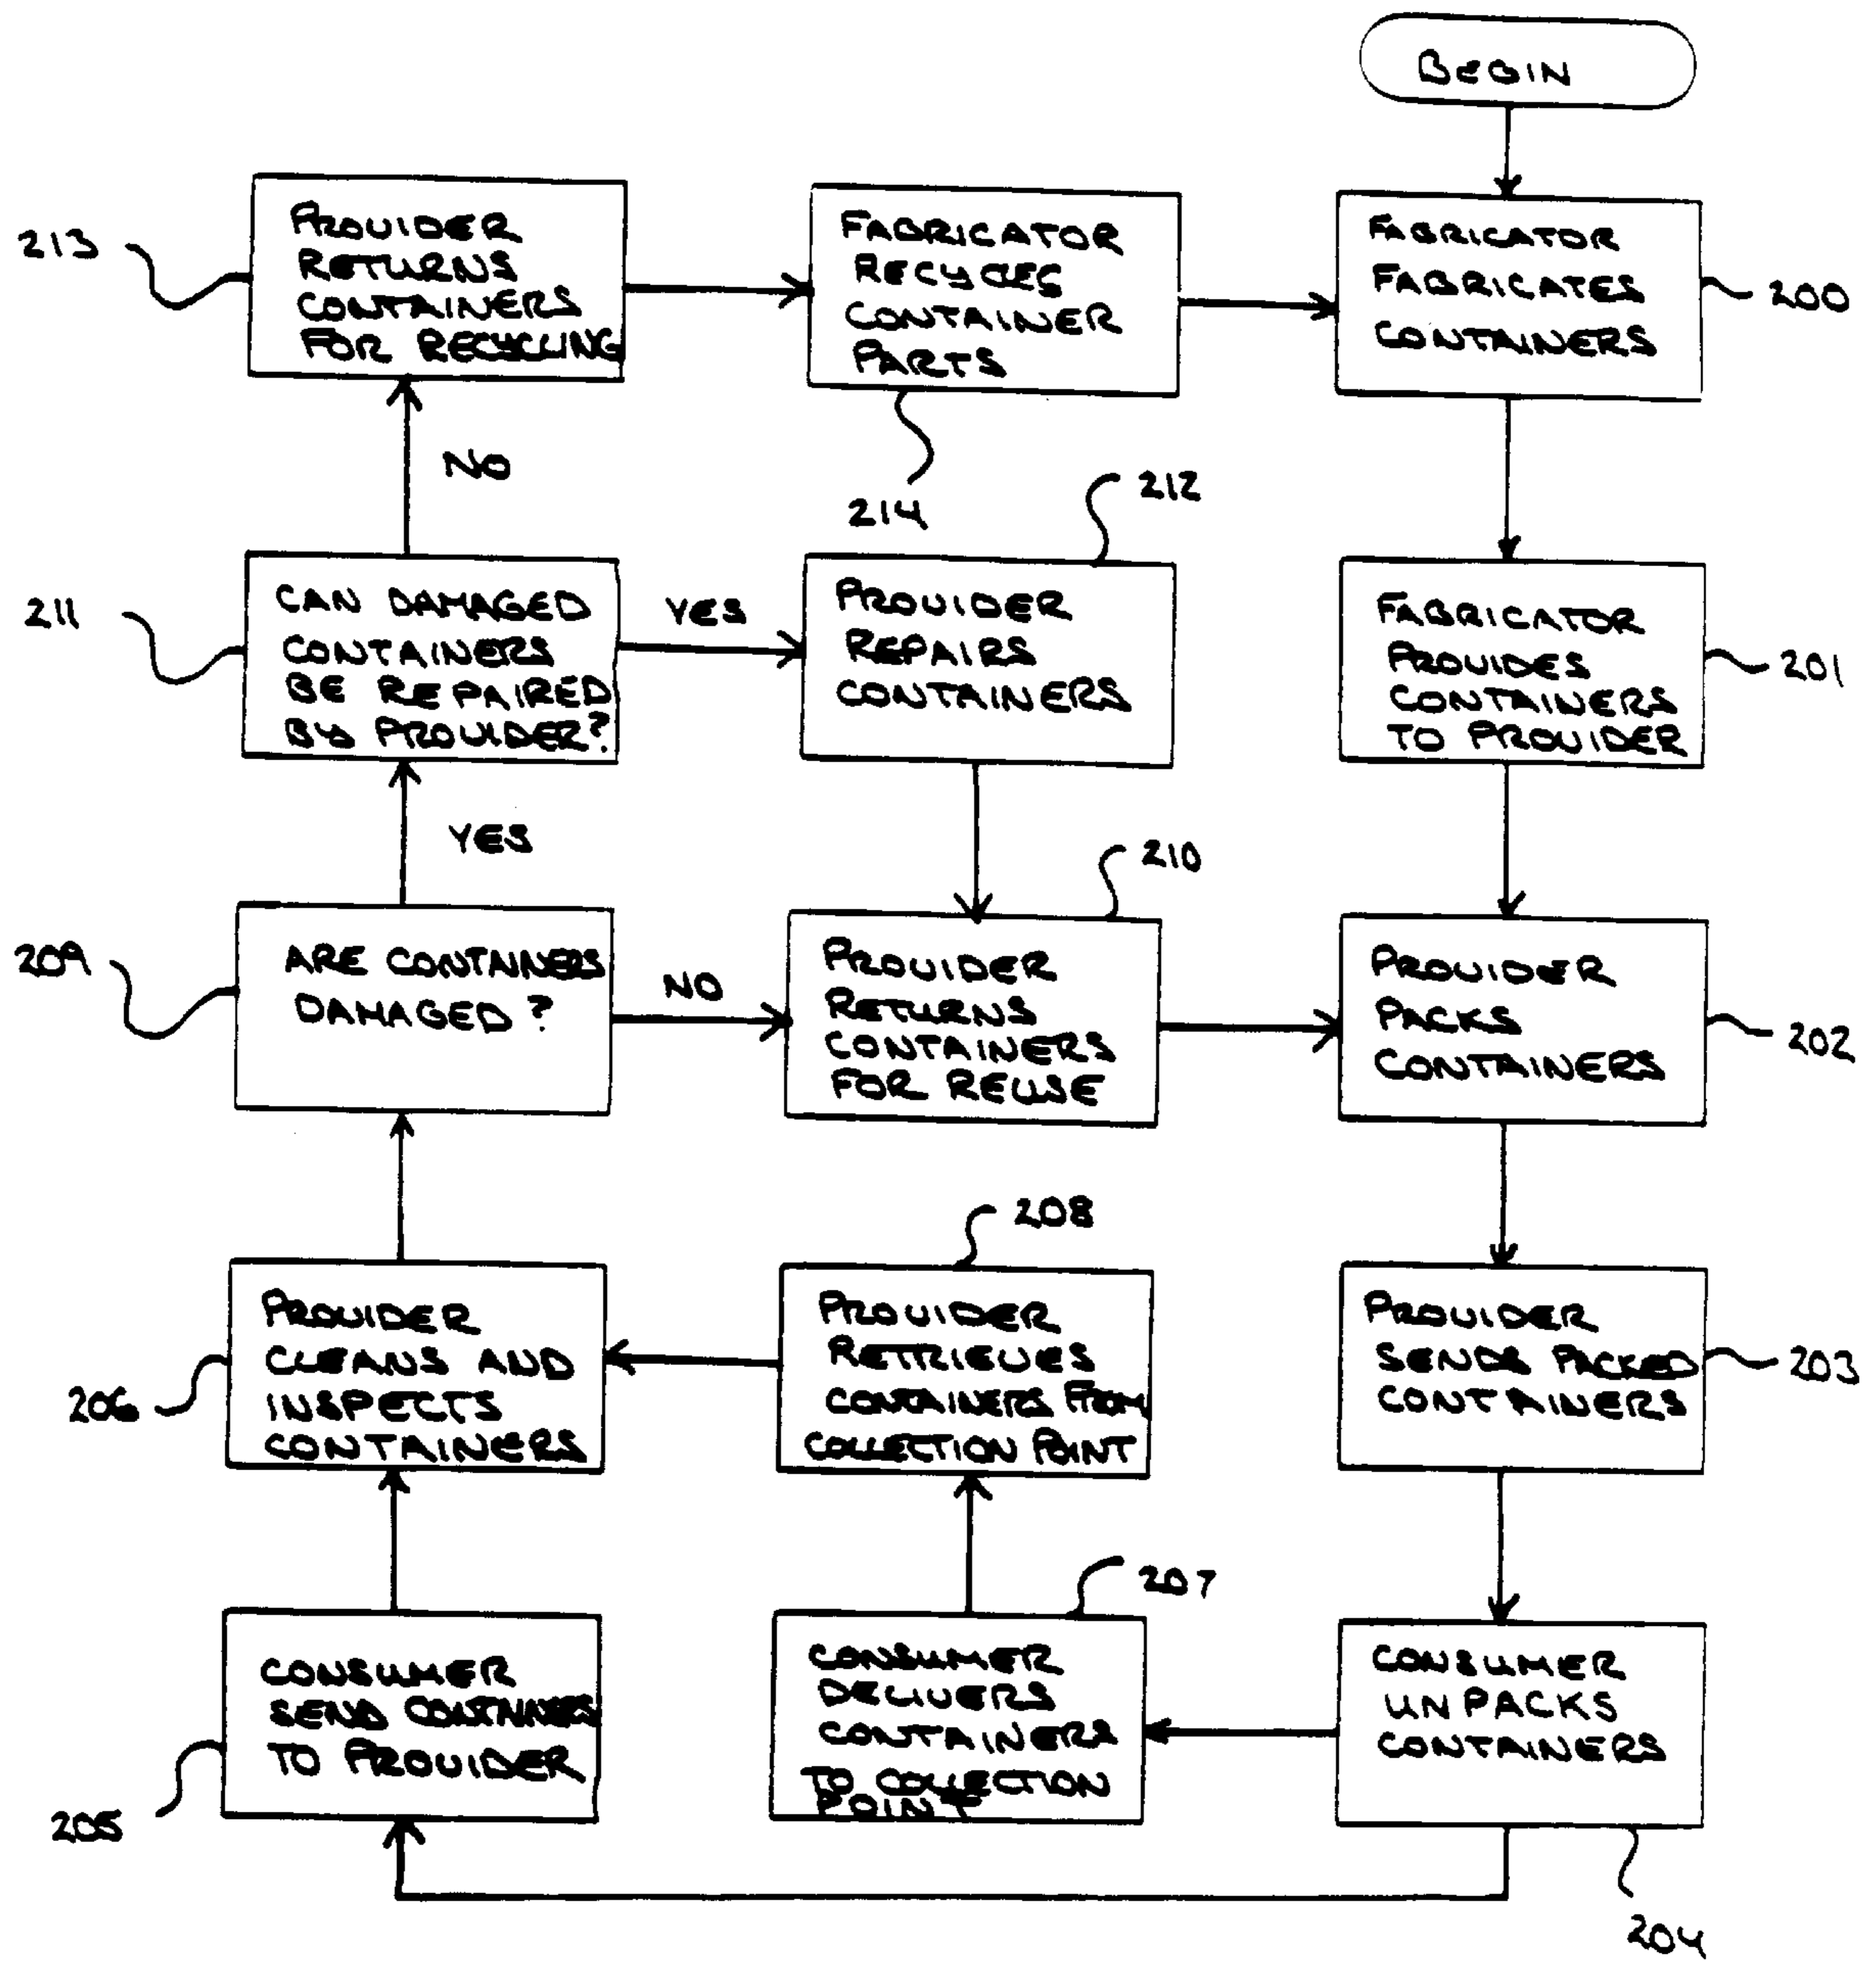 BEGIN
213
PROVIDER
RETURNS
CONTAINERS
FOR RECYCLING
FABRICATOR
RECYCLES
CONTAINER
PARTS
FABRICATOR
FABRICATES
CONTAINERS
200
NO
214
212
211
CAN DAMAGED
CONTAINERS
BE REPAIRED
BY PROVIDER?
YES
PROVIDER
REPAIRS
CONTAINERS
FABRICATOR
PROVIDES
CONTAINERS
TO PROVIDER
201
YES
210
209
ARE CONTAINERS
DAMAGED?
NO
PROVIDER
RETURNS
CONTAINERS
FOR REUSE
PROVIDER
PACKS
CONTAINERS
202
208
206
PROVIDER
CLEANS AND
INSPECTS
CONTAINERS
PROVIDER
RETRIEVES
CONTAINERS FROM
COLLECTION POINT
PROVIDER
SENDS PACKED
CONTAINERS
203
207
205
CONSUMER
SEND CONTAINERS
TO PROVIDER
CONSUMER
DELIVERS
CONTAINERS
TO COLLECTION
POINT
CONSUMER
UNPACKS
CONTAINERS
204